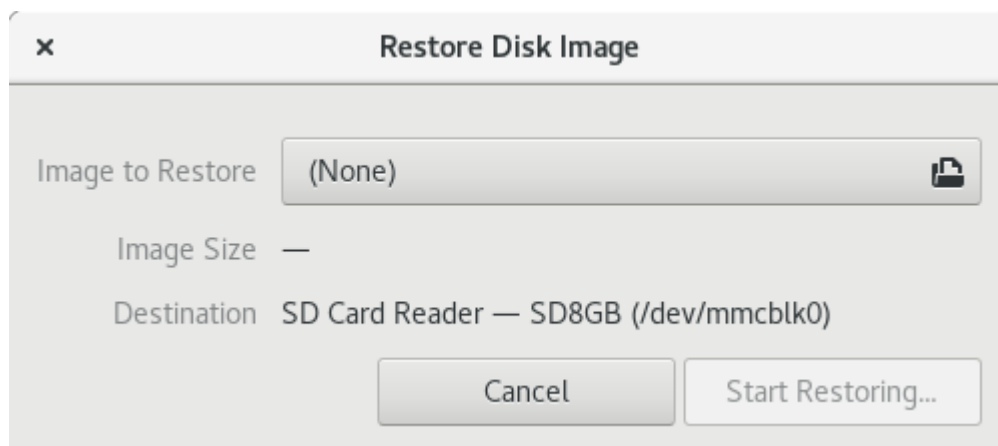 Restore Disk Image
Image to Restore (None)
Image Size —
Destination SD Card Reader — SD8GB (/dev/mmcblk0)
Cancel Start Restoring...